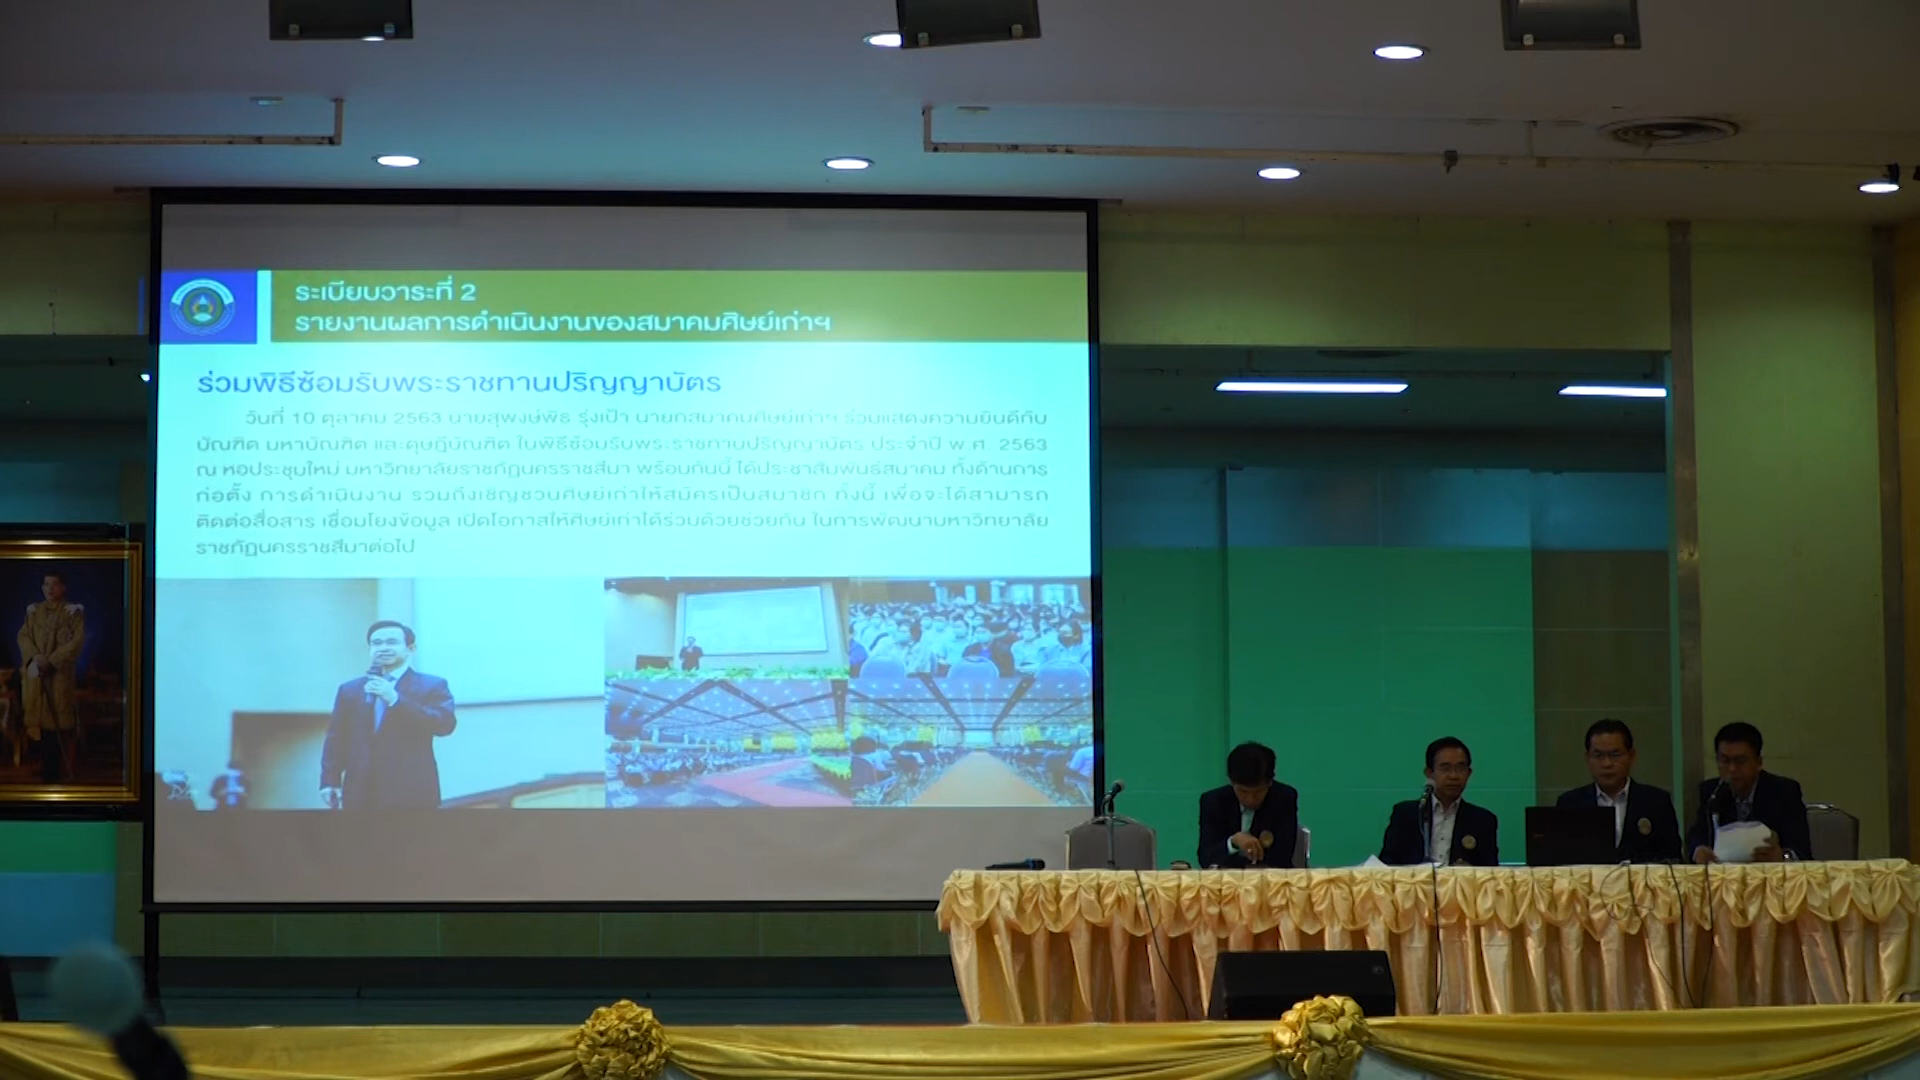 ระเบียบวาระที่ 2
รายงานผลการดำเนินงานของสมาคมศิษย์เก่าฯ
ร่วมพิธีซ้อมรับพระราชทานปริญญาบัตร
วันที่ 10 ตุลาคม 2563 นายสุพงษ์พิธ รุ่งเป้า นายกสมาคมศิษย์เก่าฯ ร่วมแสดงความยินดีกับ
บัณฑิต มหาบัณฑิต และดุษฎีบัณฑิต ในพิธีซ้อมรับพระราชทานปริญญาบัตร ประจำปี พ.ศ. 2563
ณ หอประชุมใหม่ มหาวิทยาลัยราชภัฏนครราชสีมา พร้อมกันนี้ ได้ประชาสัมพันธ์สมาคม ทั้งด้านการ
ก่อตั้ง การดำเนินงาน รวมถึงเชิญชวนศิษย์เก่าให้สมัครเป็นสมาชิก ทั้งนี้ เพื่อจะได้สามารถ
ติดต่อสื่อสาร เชื่อมโยงข้อมูล เปิดโอกาสให้ศิษย์เก่าได้ร่วมด้วยช่วยกัน ในการพัฒนามหาวิทยาลัย
ราชภัฏนครราชสีมาต่อไป